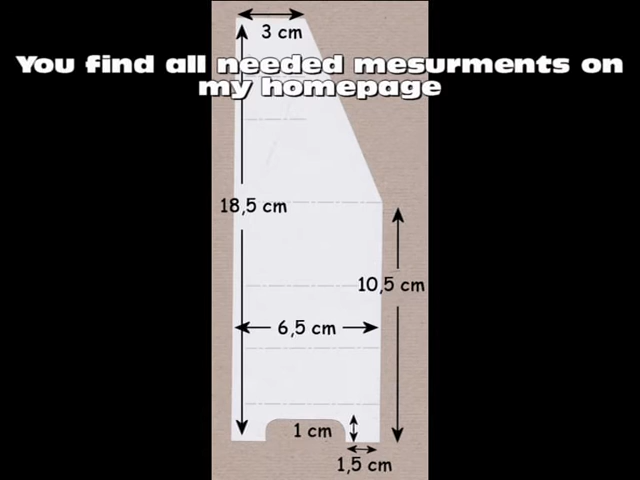 3 cm
You find all needed mesurments on
my homepage
18,5 cm
10,5 cm
6,5 cm
1 cm
1,5 cm